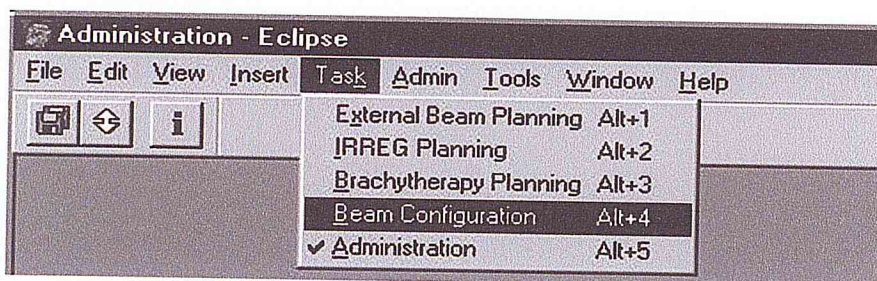 Administration - Eclipse
File Edit View Insert Task Admin Tools Window Help
External Beam Planning Alt+1
IRREG Planning Alt+2
Brachytherapy Planning Alt+3
Beam Configuration Alt+4
Administration Alt+5